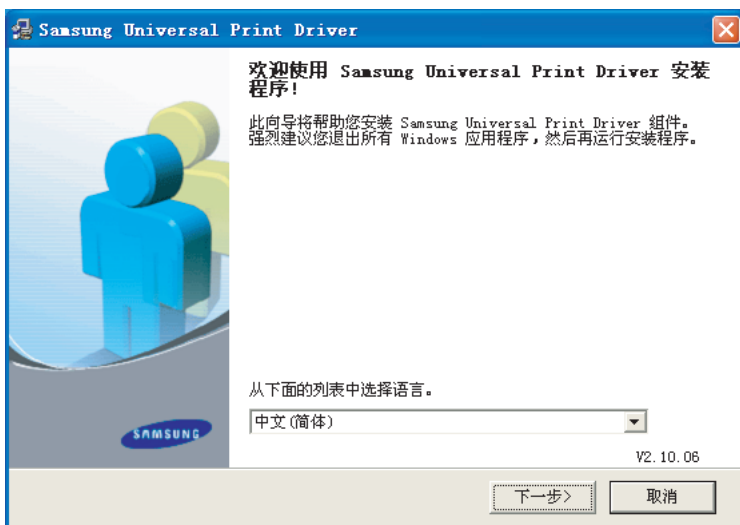 Samsung Universal Print Driver
欢迎使用 Samsung Universal Print Driver 安装
程序!
此向导将帮助您安装 Samsung Universal Print Driver 组件。
强烈建议您退出所有 Windows 应用程序,然后再运行安装程序。
从下面的列表中选择语言。
中文(简体)
SAMSUNG
V2.10.06
下一步>
取消